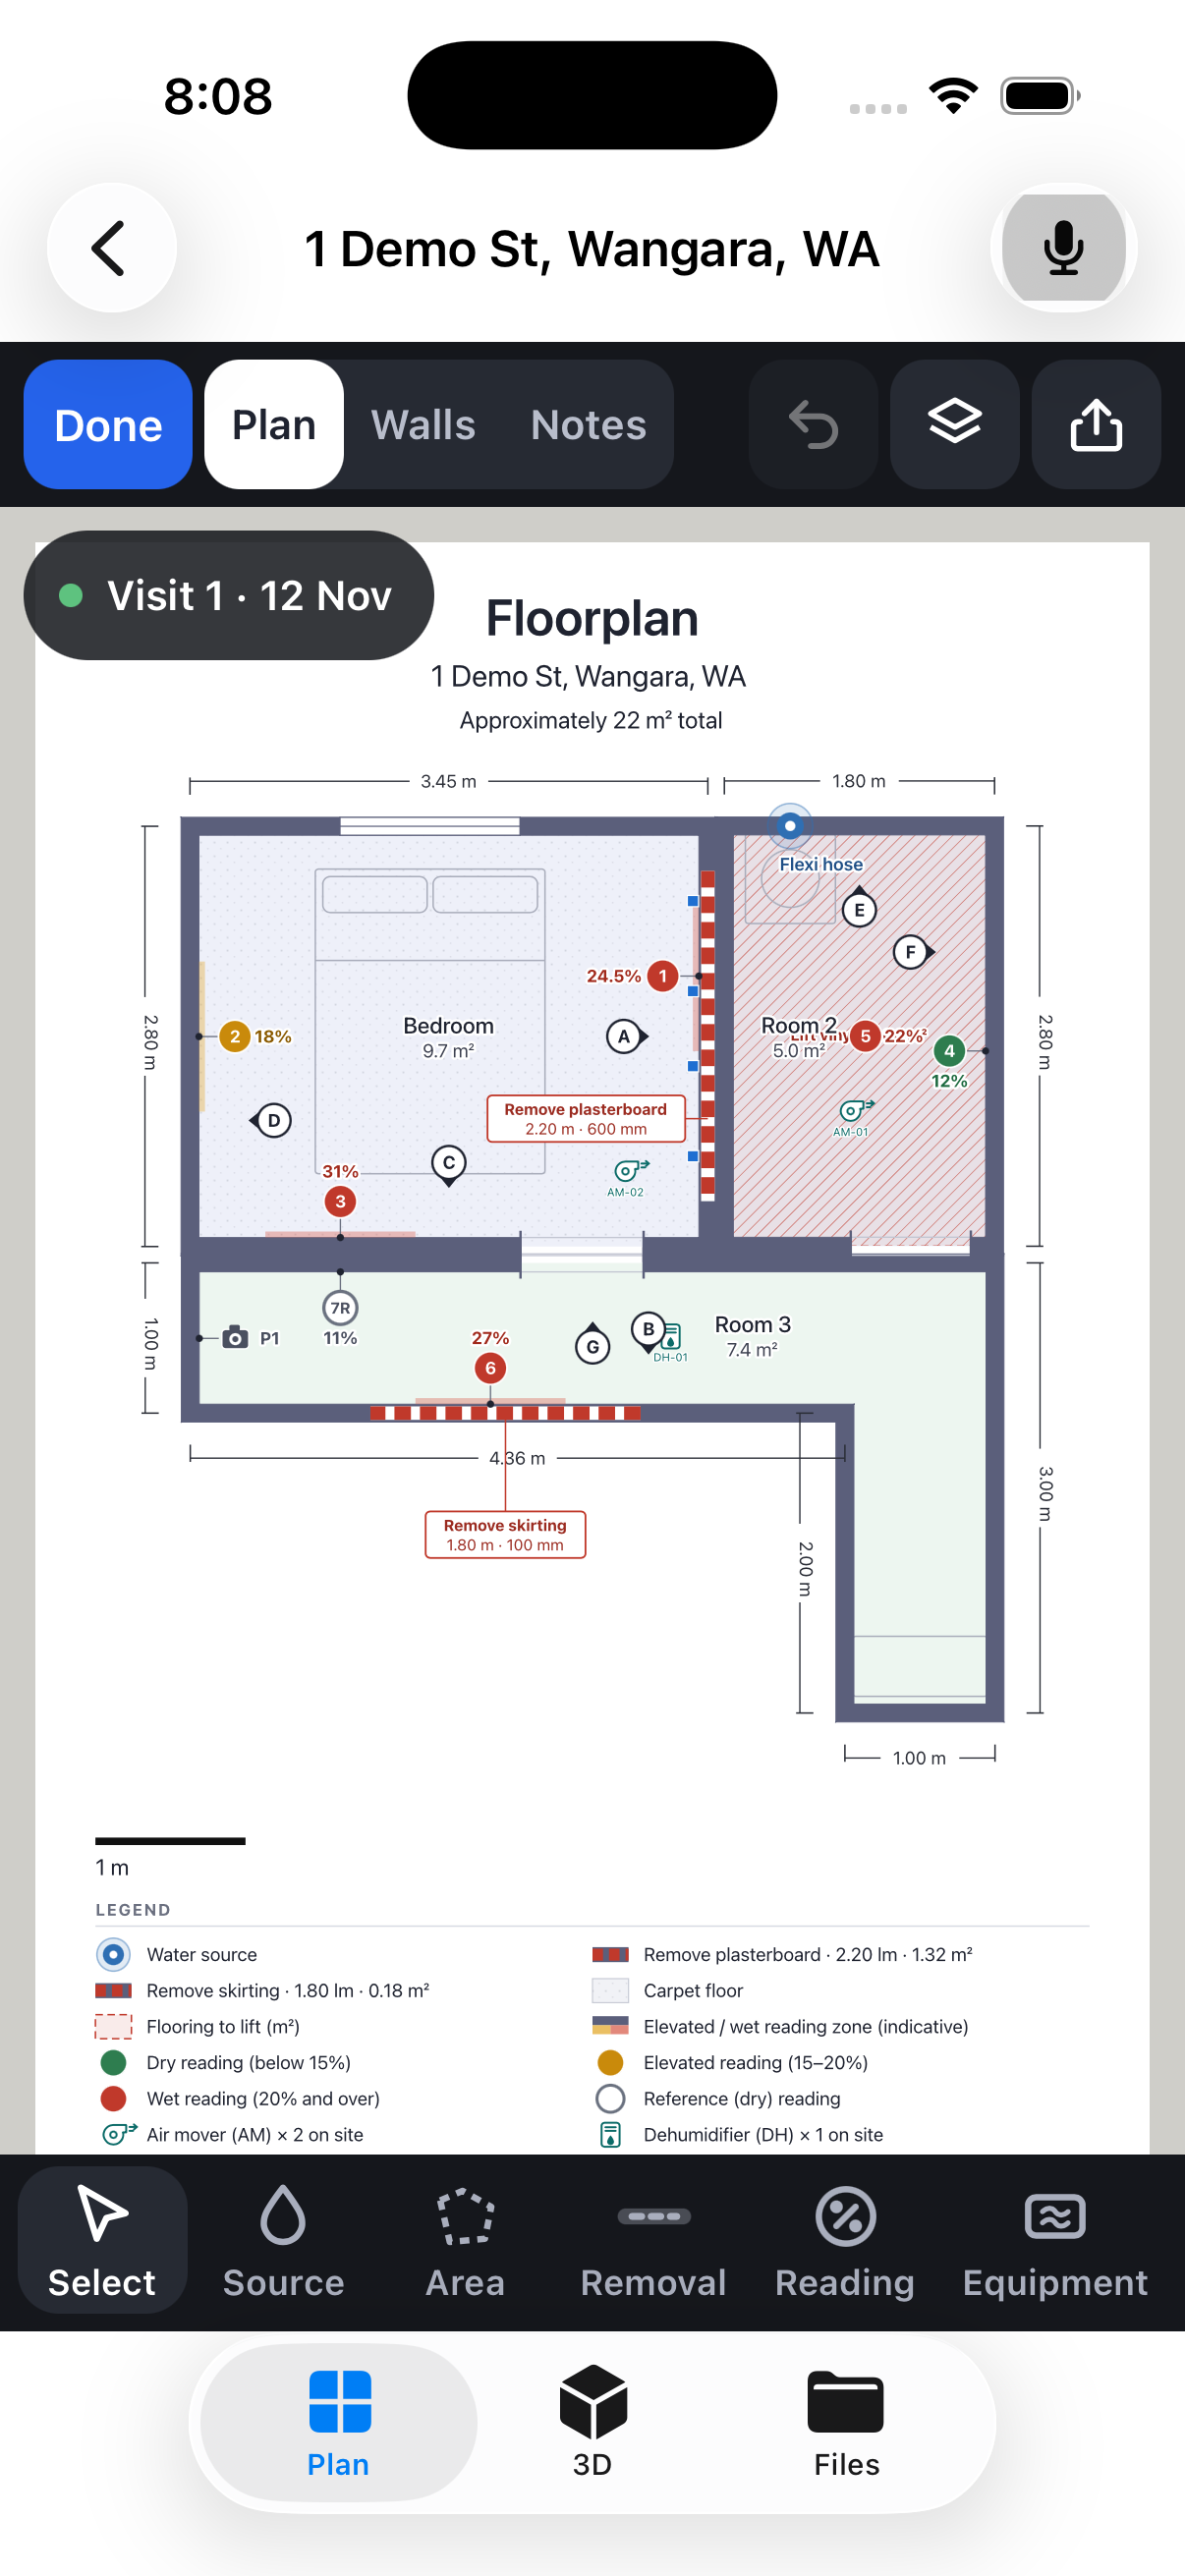 8:08
1 Demo St, Wangara, WA
Done
Plan
Walls
Notes
Visit 1 · 12 Nov
Floorplan
1 Demo St, Wangara, WA
Approximately 22 m² total
3.45 m
1.80 m
Flexi hose
E
F
24.5% 1
2.80 m
2 18%
Bedroom
9.7 m²
A
Room 2
5.0 m²
Lift
5 22%
4
12%
2.80 m
Remove plasterboard
2.20 m · 600 mm
D
C
AM-01
31%
3
AM-02
1.00 m
7R
11%
P1
27%
6
G
B
DH-01
Room 3
7.4 m²
4.36 m
Remove skirting
1.80 m · 100 mm
2.00 m
3.00 m
1.00 m
1 m
LEGEND
Water source
Remove plasterboard · 2.20 lm · 1.32 m²
Remove skirting · 1.80 lm · 0.18 m²
Carpet floor
Flooring to lift (m²)
Elevated / wet reading zone (indicative)
Dry reading (below 15%)
Elevated reading (15–20%)
Wet reading (20% and over)
Reference (dry) reading
Air mover (AM) × 2 on site
Dehumidifier (DH) × 1 on site
Select
Source
Area
Removal
Reading
Equipment
Plan
3D
Files